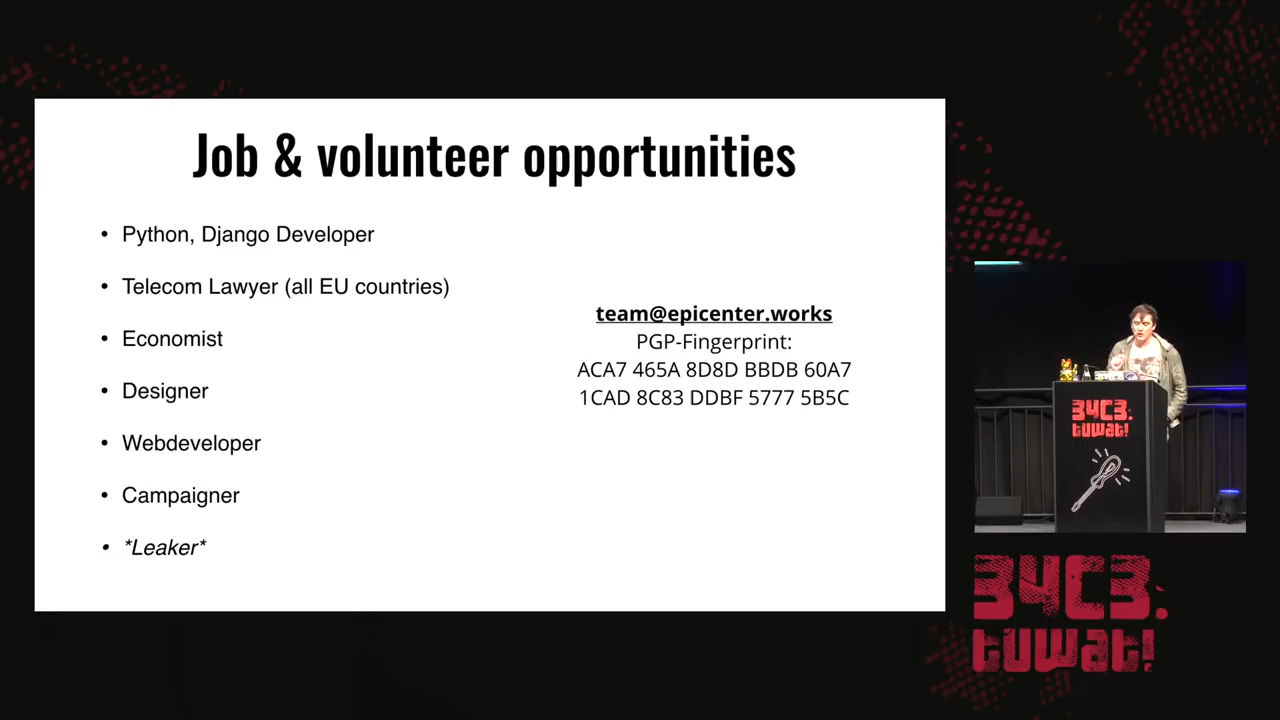 Job & volunteer opportunities
• Python, Django Developer
• Telecom Lawyer (all EU countries)
• Economist
• Designer
• Webdeveloper
• Campaigner
• *Leaker*
team@epicenter.works
PGP-Fingerprint:
ACA7 465A 8D8D BBDB 60A7
1CAD 8C83 DDBF 5777 5B5C
34C3.
tuwat!
34C3.
tuwat!